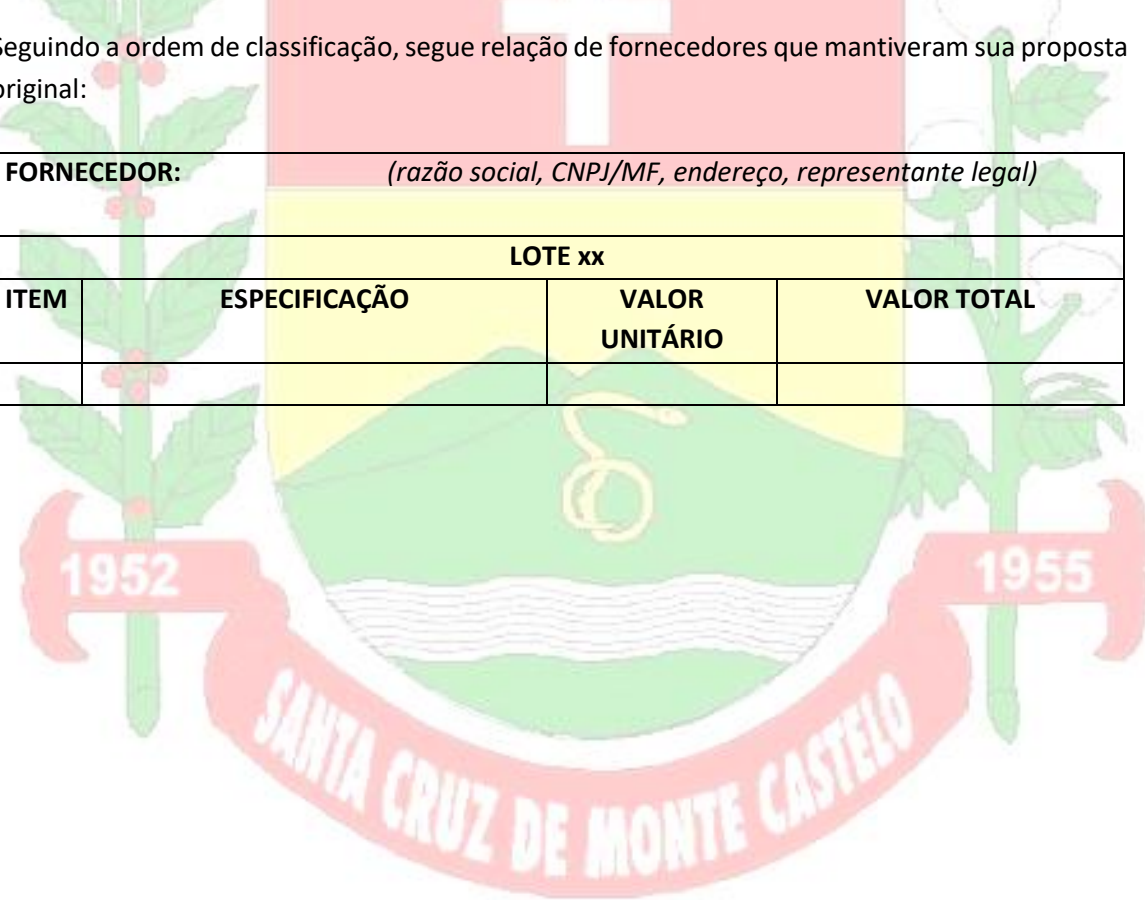 Seguindo a ordem de classificação, segue relação de fornecedores que mantiveram sua proposta
original:
FORNECEDOR: (razão social, CNPJ/MF, endereço, representante legal)
LOTE xx
ITEM ESPECIFICAÇÃO VALOR UNITÁRIO VALOR TOTAL
1952
1955
SANTA CRUZ DE MONTE CASTELO